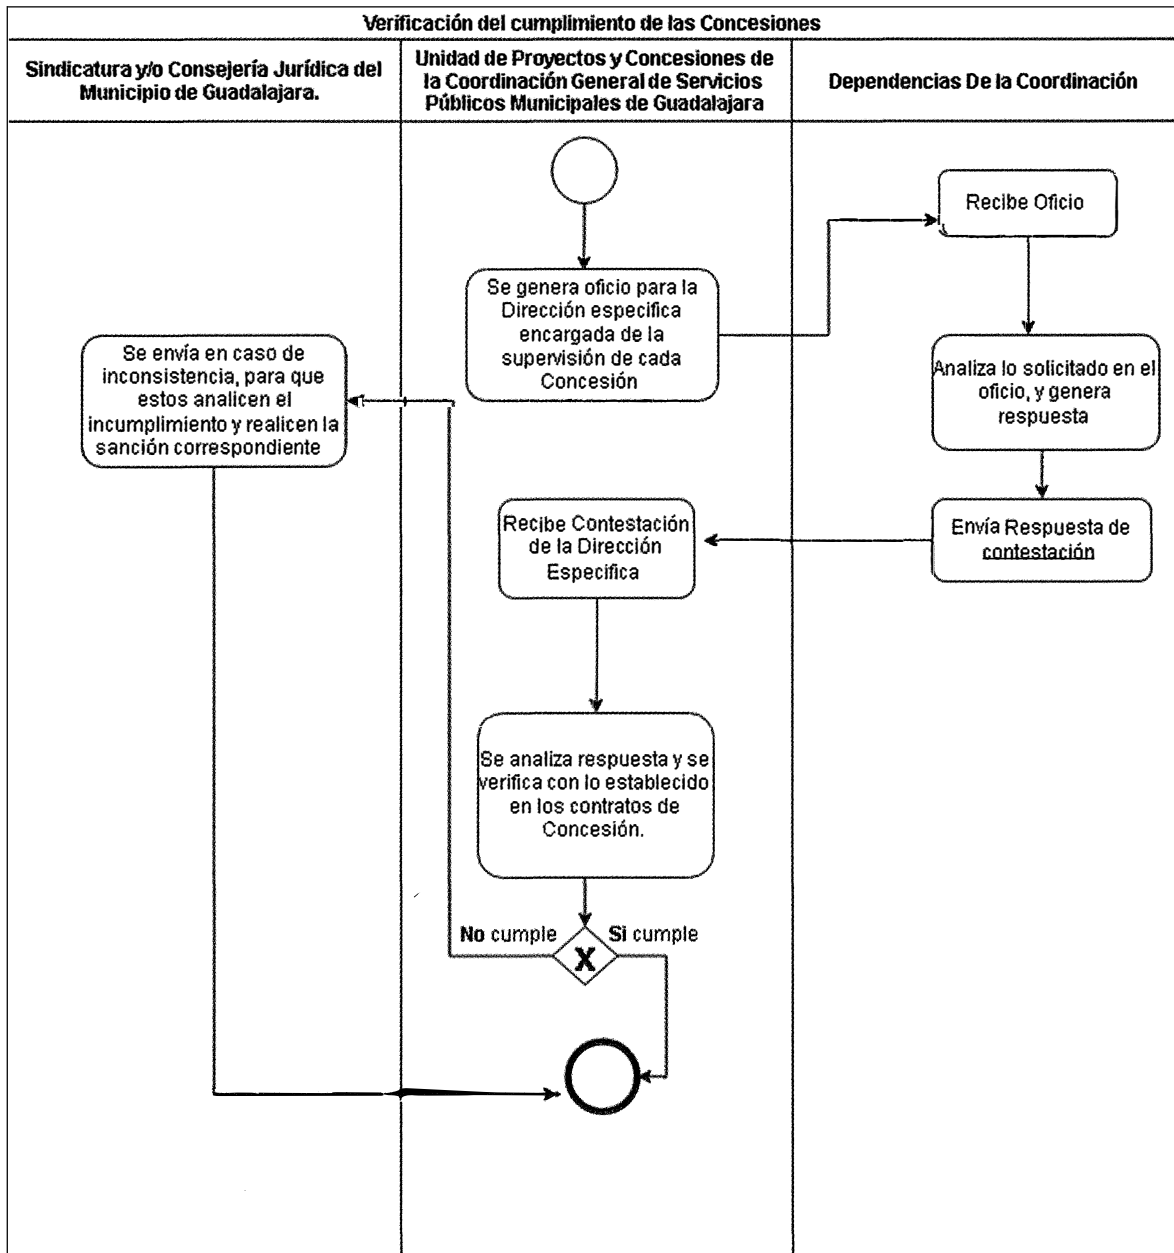 Verificación del cumplimiento de las Concesiones
Sindicatura y/o Consejería Jurídica del
Municipio de Guadalajara.
Unidad de Proyectos y Concesiones de
la Coordinación General de Servicios
Públicos Municipales de Guadalajara
Dependencias De la Coordinación
Recibe Oficio
Se genera oficio para la
Dirección especifica
encargada de la
supervisión de cada
Concesión
Se envía en caso de
inconsistencia, para que
estos analicen el
incumplimiento y realicen la
sanción correspondiente
Analiza lo solicitado en el
oficio, y genera
respuesta
Recibe Contestación
de la Dirección
Especifica
Envía Respuesta de
contestación
Se analiza respuesta y se
verifica con lo establecido
en los contratos de
Concesión.
No cumple
Si cumple
X